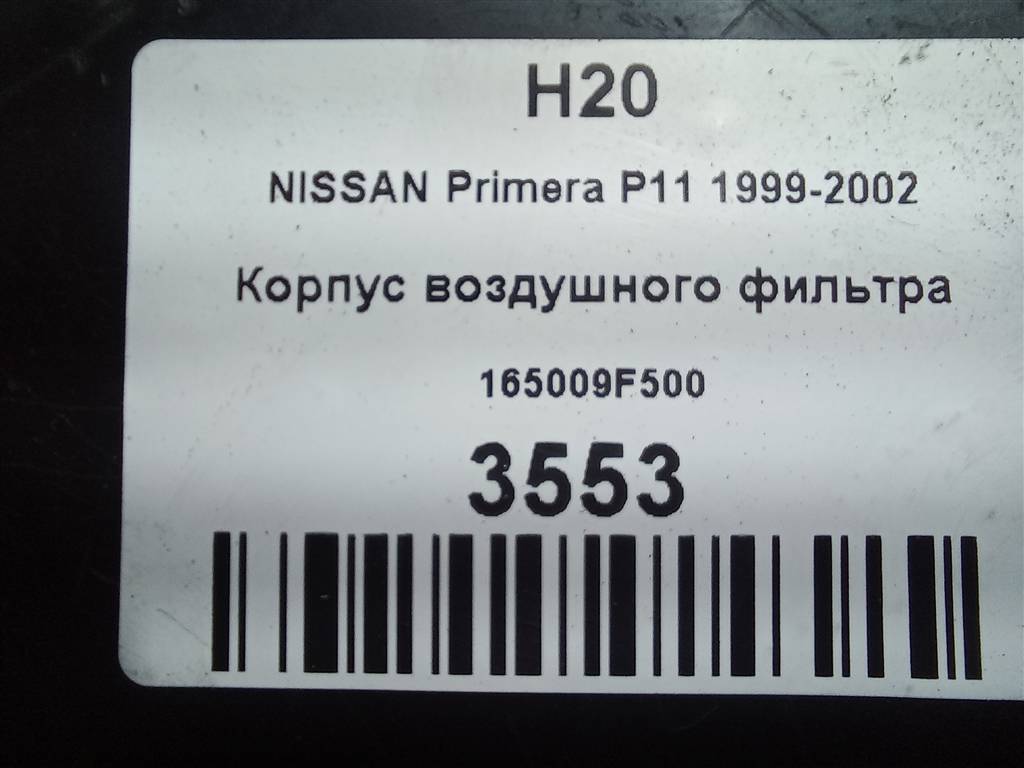 H20
NISSAN Primera P11 1999-2002
Корпус воздушного фильтра
165009F500
3553